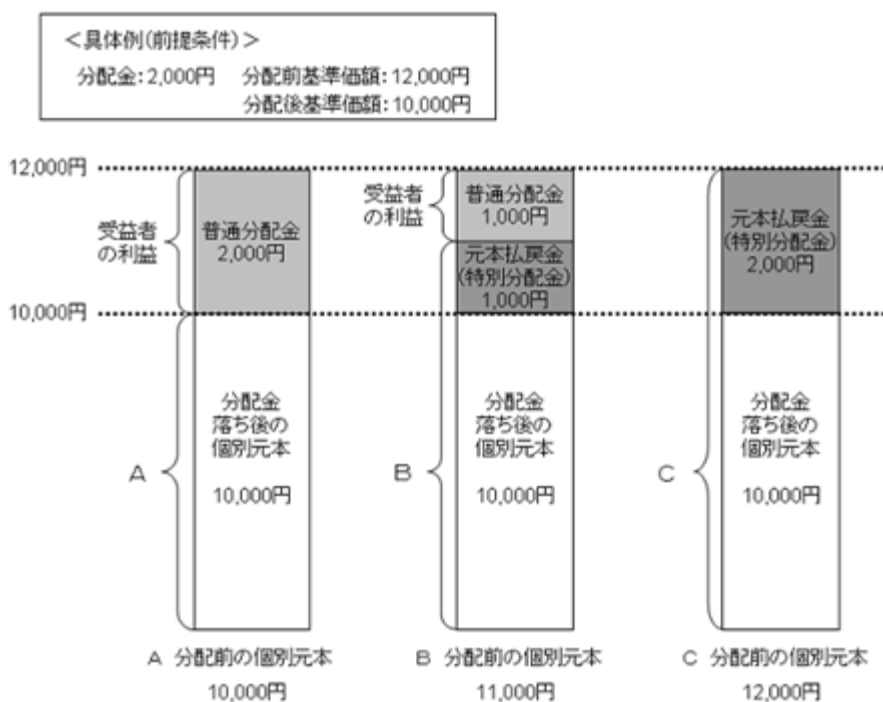 ＜具体例(前提条件)＞
分配金：2,000円　分配前基準価額：12,000円
分配後基準価額：10,000円
12,000円
10,000円
受益者
の利益
普通分配金
2,000円
分配金
落ち後の
個別元本
10,000円
A
A 分配前の個別元本
10,000円
受益者
の利益
普通分配金
1,000円
元本払戻金
(特別分配金)
1,000円
分配金
落ち後の
個別元本
10,000円
B
B 分配前の個別元本
11,000円
元本払戻金
(特別分配金)
2,000円
分配金
落ち後の
個別元本
10,000円
C
C 分配前の個別元本
12,000円